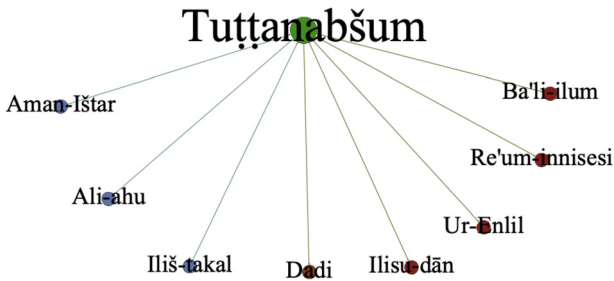 Tuṭṭanabšum
Ba'li-ilum
Aman-Ištar
Re'um-innisesi
Ali-ahu
Ur-Enlil
Iliš-takal
Dadi
Ilisu-dān